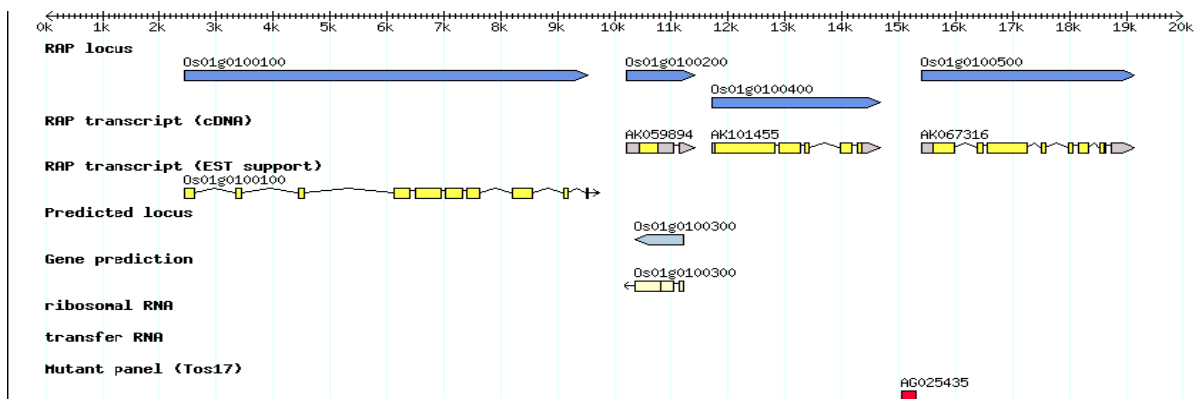 0k 1k 2k 3k 4k 5k 6k 7k 8k 9k 10k 11k 12k 13k 14k 15k 16k 17k 18k 19k 20k
RAP locus
Os01g0100100 Os01g0100200 Os01g0100500
Os01g0100400
RAP transcript (cDNA)
AK059894 AK101455 AK067316
RAP transcript (EST support)
Os01g0100100
Predicted locus
Os01g0100300
Gene prediction
Os01g0100300
ribosomal RNA
transfer RNA
Mutant panel (Tos17)
AG025435